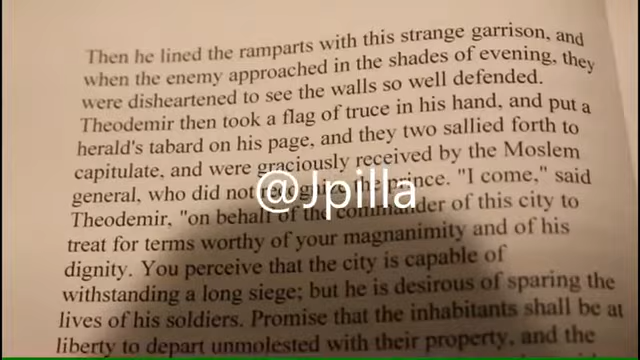 Then he lined the ramparts with this strange garrison, and
when the enemy approached in the shades of evening, they
were disheartened to see the walls so well defended.
Theodemir then took a flag of truce in his hand, and put a
herald's tabard on his page, and they two sallied forth to
capitulate, and were graciously received by the Moslem
general, who did not recognize the prince. "I come," said
@Jpilla
Theodemir, "on behalf of the commander of this city to
treat for terms worthy of your magnanimity and of his
dignity. You perceive that the city is capable of
withstanding a long siege; but he is desirous of sparing the
lives of his soldiers. Promise that the inhabitants shall be at
liberty to depart unmolested with their property, and the